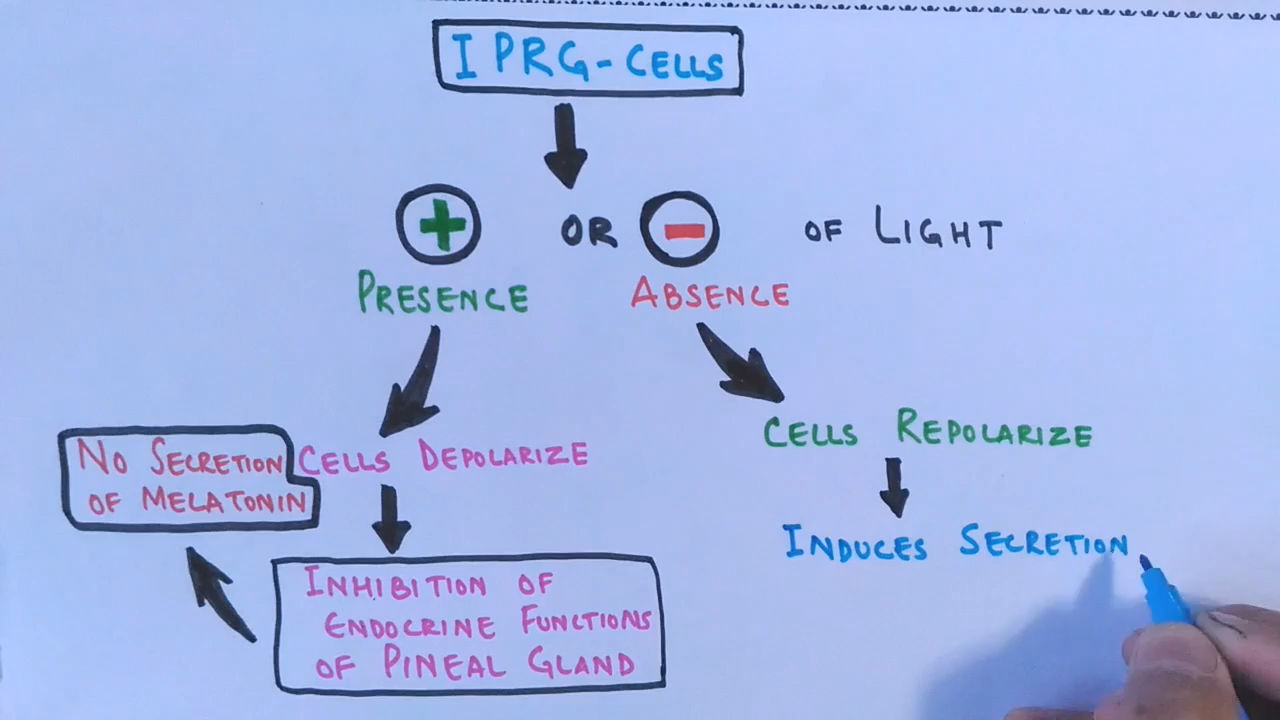 I PRG-CELLS
OR
OF LIGHT
PRESENCE
ABSENCE
CELLS REPOLARIZE
NO SECRETION
OF MELATONIN
CELLS DEPOLARIZE
INDUCES SECRETION
INHIBITION OF
ENDOCRINE FUNCTIONS
OF PINEAL GLAND